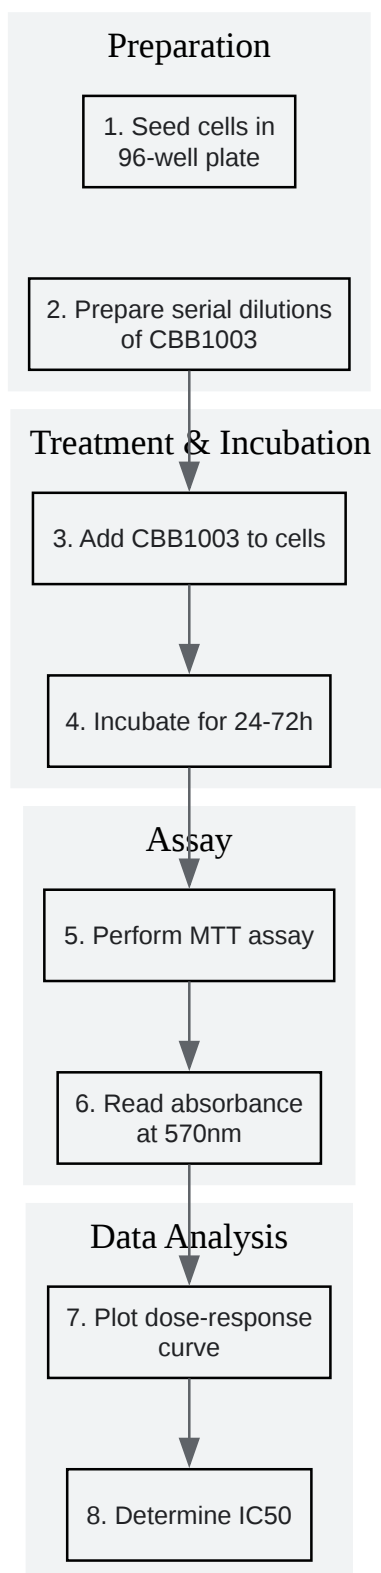 Preparation
1. Seed cells in
96-well plate
2. Prepare serial dilutions
of CBB1003
Treatment & Incubation
3. Add CBB1003 to cells
4. Incubate for 24-72h
Assay
5. Perform MTT assay
6. Read absorbance
at 570nm
Data Analysis
7. Plot dose-response
curve
8. Determine IC50